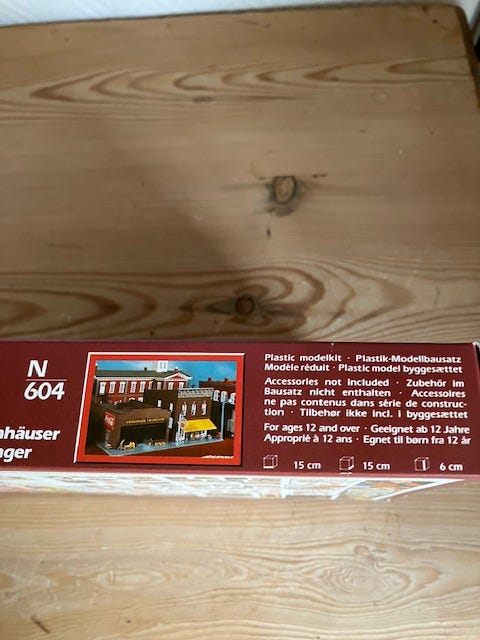 N
604
nhäuser
ager
Plastic modelkit · Plastik-Modellbausatz
Modèle réduit · Plastic model byggesættet
Accessories not included · Zubehör im
Bausatz nicht enthalten · Accessoires
ne pas contenus dans série de construc-
tion · Tilbehør ikke incl. i byggesættet
For ages 12 and over · Geeignet ab 12 Jahre
Approprié à 12 ans · Egnet til børn fra 12 år
15 cm 15 cm 6 cm